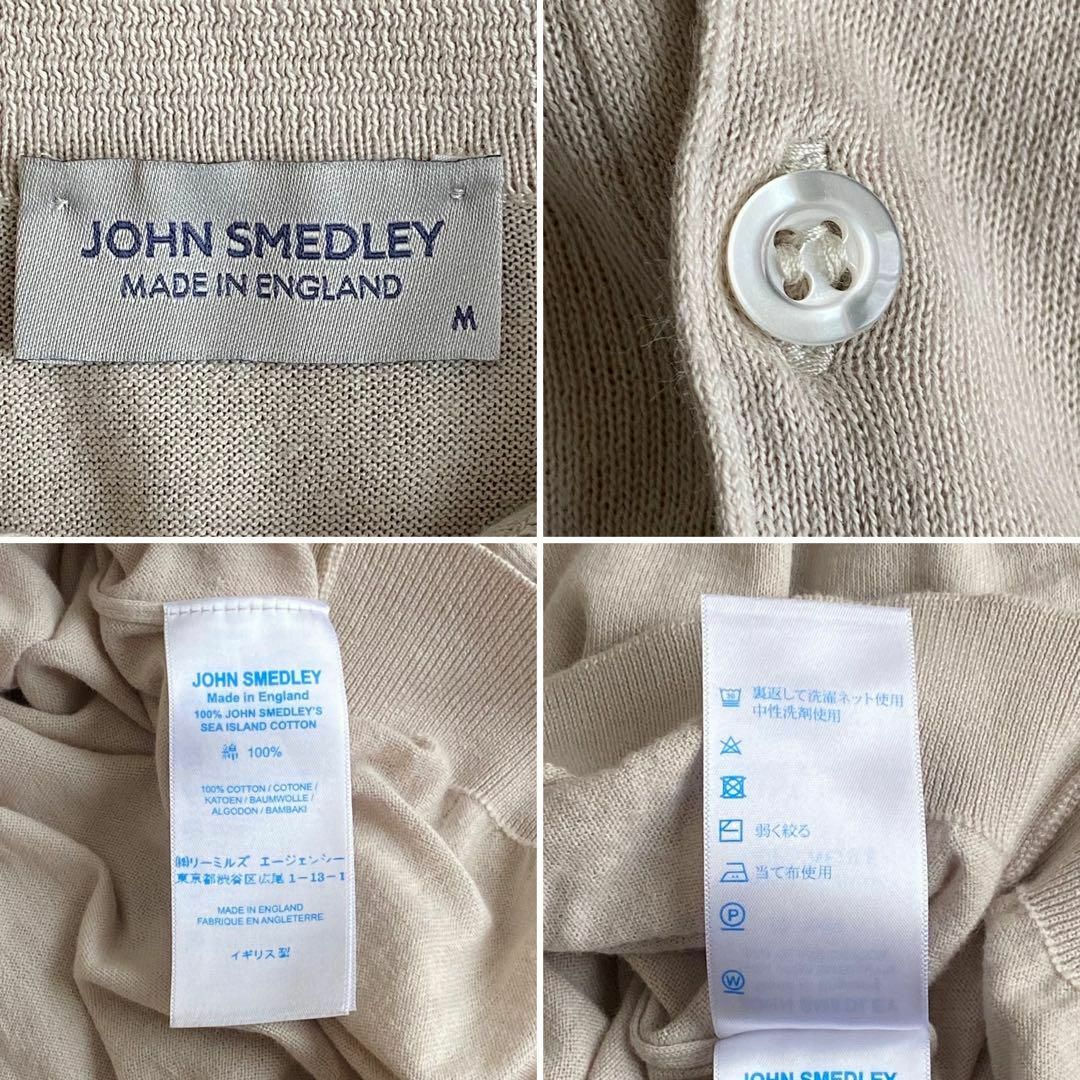 JOHN SMEDLEY
MADE IN ENGLAND
M
JOHN SMEDLEY
Made in England
100% JOHN SMEDLEY'S
SEA ISLAND COTTON
綿 100%
100% COTTON / COTONE /
KATOEN / BAUMWOLLE /
ALGODON / BAMBAKI
㈱リーミルズ エージェンシー
東京都渋谷区広尾1-13-1
MADE IN ENGLAND
FABRIQUE EN ANGLETERRE
イギリス製
30
裏返して洗濯ネット使用
中性洗剤使用
弱く絞る
当て布使用
P
W
JOHN SMEDLEY